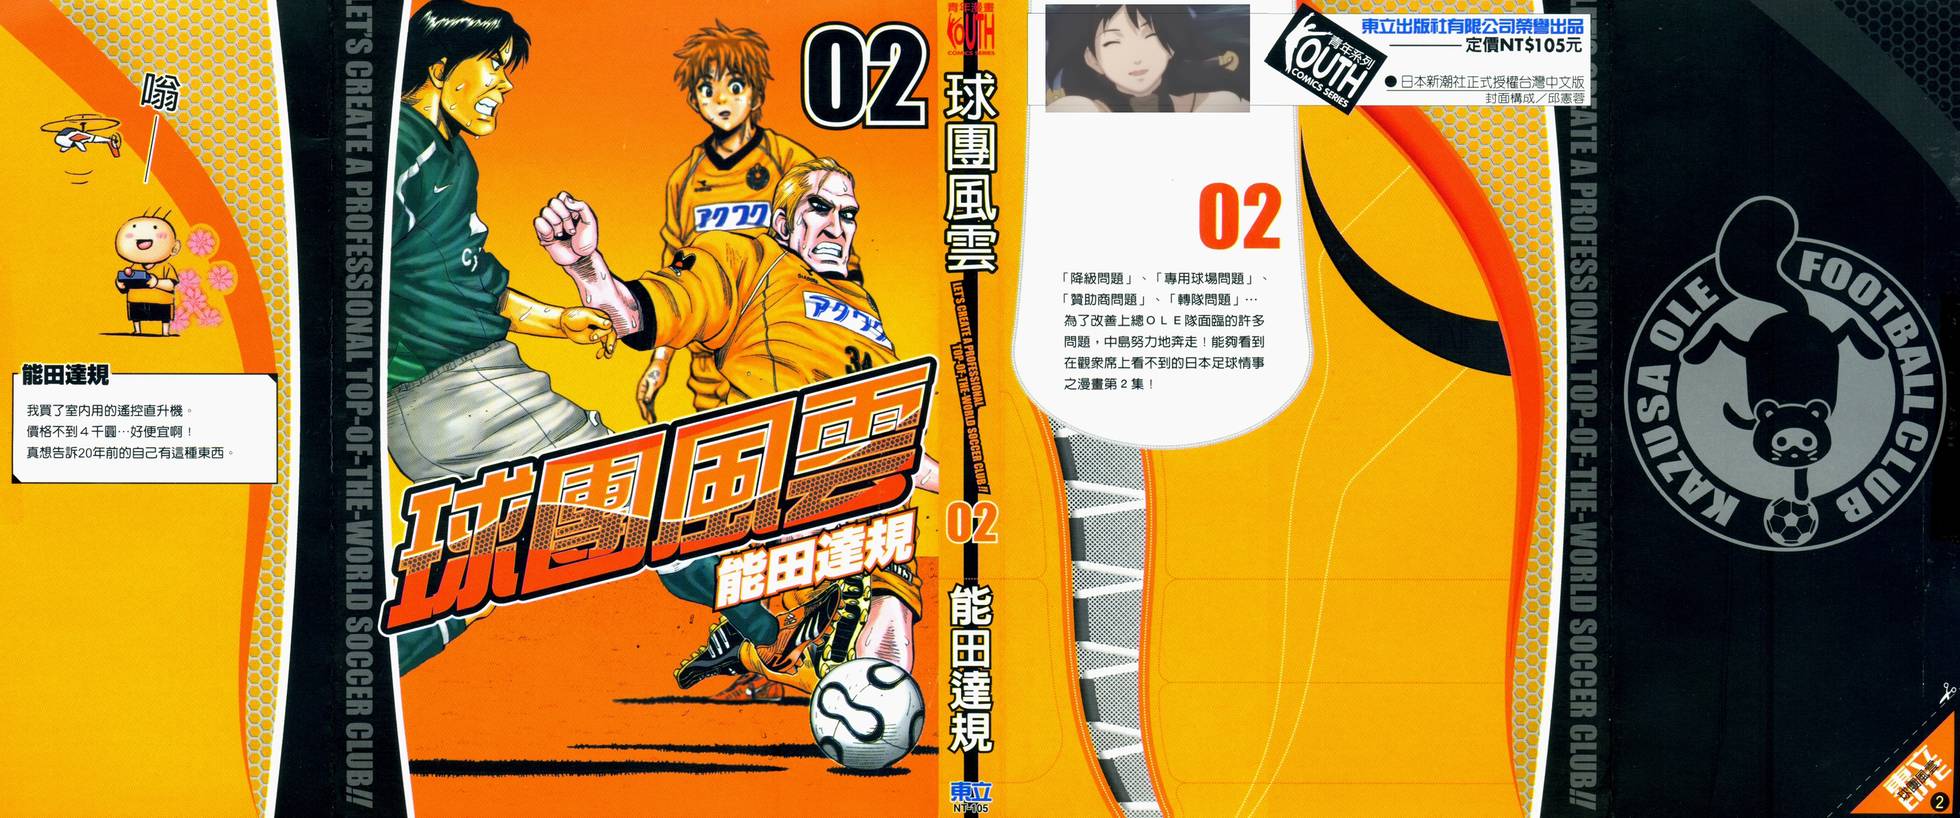 嗡
能田達規
我買了室內用的遙控直升機。
價格不到４千圓…好便宜啊！
真想告訴20年前的自己有這種東西。
LET'S CREATE A PROFESSIONAL TOP-OF-THE-WORLD SOCCER CLUB!!
02
アクワク
アクワク
34
球團風雲
能田達規
青年漫畫
YOUTH
COMICS SERIES
球團風雲
LET'S CREATE A PROFESSIONAL
TOP-OF-THE-WORLD SOCCER CLUB!!
02
能田達規
東立
NT-105
青年系列
YOUTH
COMICS SERIES
東立出版社有限公司榮譽出品
定價NT$105元
●日本新潮社正式授權台灣中文版
封面構成／邱憲蓉
02
「降級問題」、「專用球場問題」、
「贊助商問題」、「轉隊問題」…
為了改善上總ＯＬＥ隊面臨的許多
問題，中島努力地奔走！能夠看到
在觀眾席上看不到的日本足球情事
之漫畫第２集！
LET'S CREATE A PROFESSIONAL TOP-OF-THE-WORLD SOCCER CLUB!!
KAZUSA OLE FOOTBALL CLUB
東立
球團風雲
2